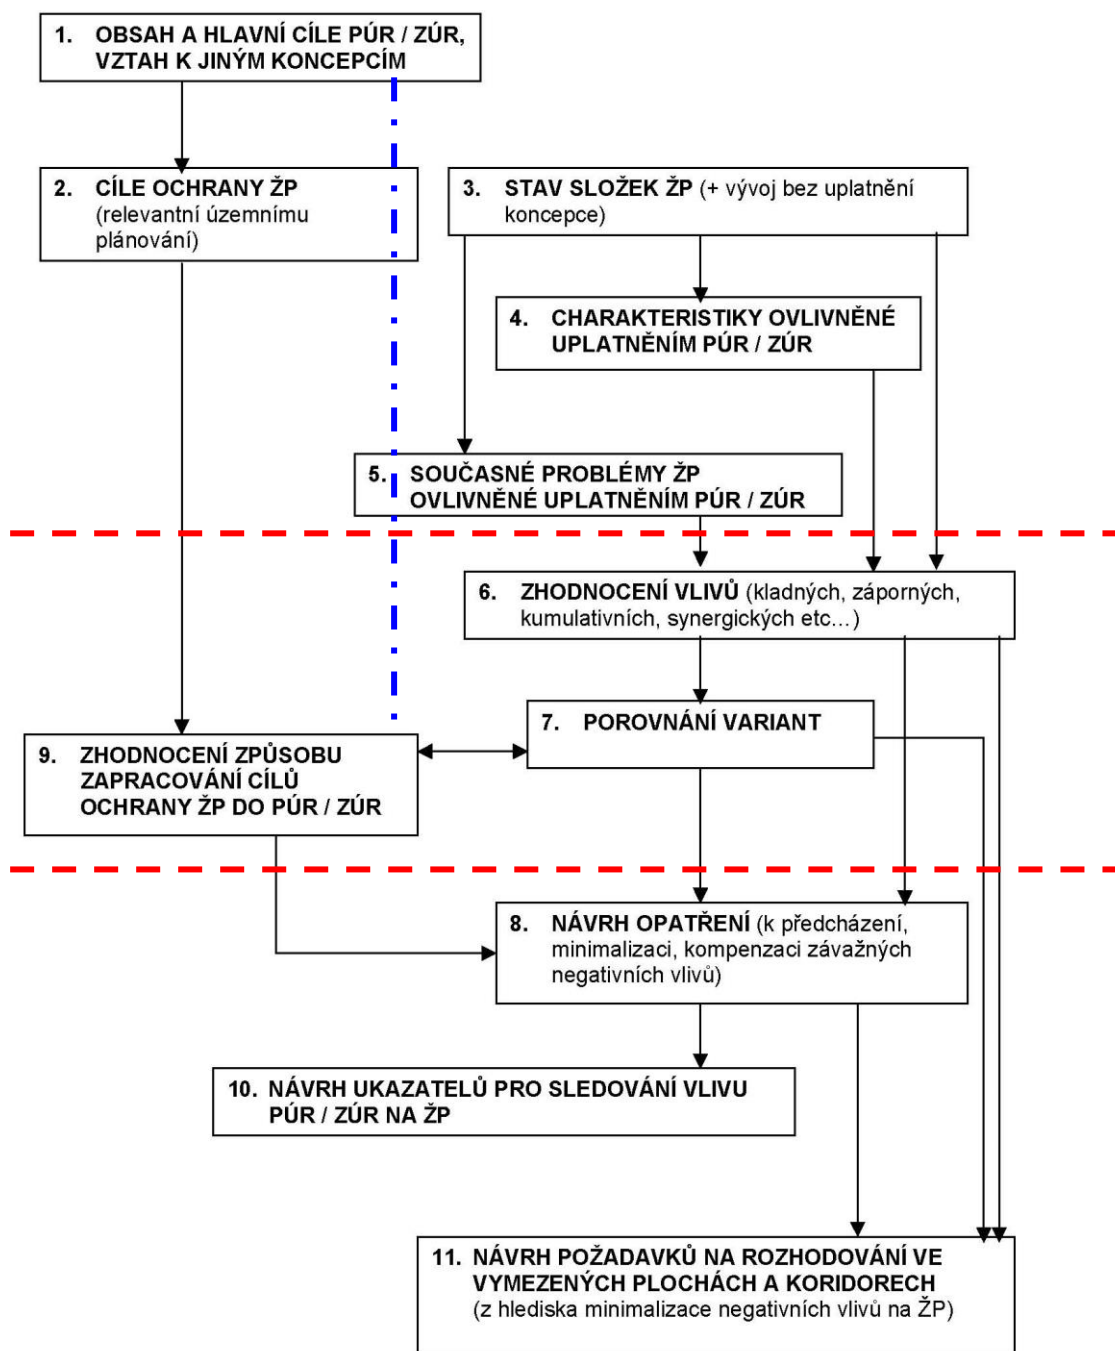 1. OBSAH A HLAVNÍ CÍLE PÚR / ZÚR,
VZTAH K JINÝM KONCEPCÍM
2. CÍLE OCHRANY ŽP
(relevantní územnímu
plánování)
3. STAV SLOŽEK ŽP (+ vývoj bez uplatnění
koncepce)
4. CHARAKTERISTIKY OVLIVNĚNÉ
UPLATNĚNÍM PÚR / ZÚR
5. SOUČASNÉ PROBLÉMY ŽP
OVLIVNĚNÉ UPLATNĚNÍM PÚR / ZÚR
6. ZHODNOCENÍ VLIVŮ (kladných, záporných,
kumulativních, synergických etc...)
7. POROVNÁNÍ VARIANT
9. ZHODNOCENÍ ZPŮSOBU
ZAPRACOVÁNÍ CÍLŮ
OCHRANY ŽP DO PÚR / ZÚR
8. NÁVRH OPATŘENÍ (k předcházení,
minimalizaci, kompenzaci závažných
negativních vlivů)
10. NÁVRH UKAZATELŮ PRO SLEDOVÁNÍ VLIVU
PÚR / ZÚR NA ŽP
11. NÁVRH POŽADAVKŮ NA ROZHODOVÁNÍ VE
VYMEZENÝCH PLOCHÁCH A KORIDORECH
(z hlediska minimalizace negativních vlivů na ŽP)